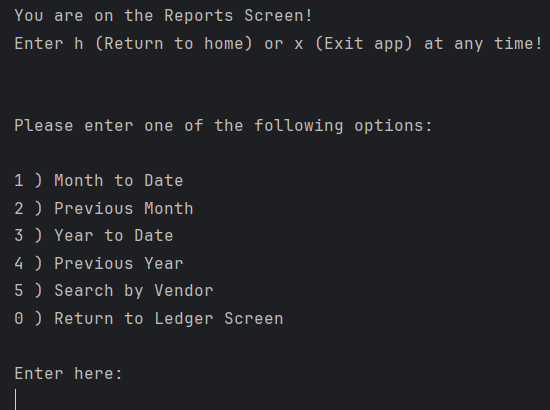 You are on the Reports Screen!
Enter h (Return to home) or x (Exit app) at any time!
Please enter one of the following options:
1 ) Month to Date
2 ) Previous Month
3 ) Year to Date
4 ) Previous Year
5 ) Search by Vendor
0 ) Return to Ledger Screen
Enter here: